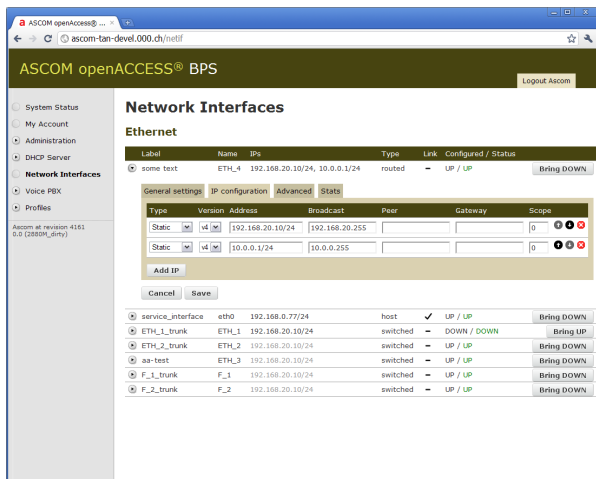 ASCOM openAccess® ...
ascom-tan-devel.000.ch/netif
ASCOM openACCESS® BPS
Logout Ascom
System Status
My Account
Administration
DHCP Server
Network Interfaces
Voice PBX
Profiles
Ascom at revision 4161
0.0 (2880M_dirty)
Network Interfaces
Ethernet
Label Name IPs Type Link Configured / Status
some text ETH_4 192.168.20.10/24, 10.0.0.1/24 routed – UP / UP Bring DOWN
General settings IP configuration Advanced Stats
Type Version Address Broadcast Peer Gateway Scope
Static v4 192.168.20.10/24 192.168.20.255 0
Static v4 10.0.0.1/24 10.0.0.255 0
Add IP
Cancel Save
service_interface eth0 192.168.0.77/24 host ✓ UP / UP Bring DOWN
ETH_1_trunk ETH_1 192.168.20.10/24 switched – DOWN / DOWN Bring UP
ETH_2_trunk ETH_2 192.168.20.10/24 switched – UP / UP Bring DOWN
aa-test ETH_3 192.168.20.10/24 switched – UP / UP Bring DOWN
F_1_trunk F_1 192.168.20.10/24 switched – UP / UP Bring DOWN
F_2_trunk F_2 192.168.20.10/24 switched – UP / UP Bring DOWN